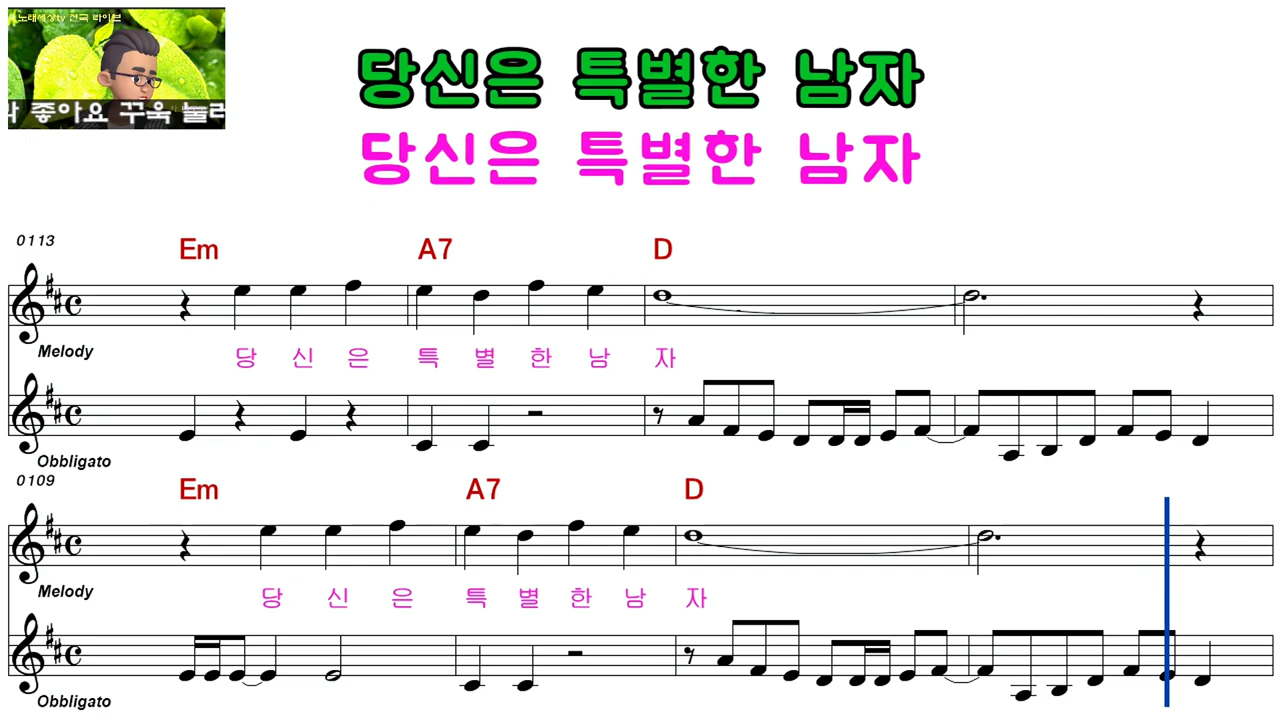 노래세상tv 전국 라이브
좋아요 꾸욱 눌러
당신은 특별한 남자
당신은 특별한 남자
0113
Em A7 D
Melody
당 신 은 특 별 한 남 자
Obbligato
0109
Em A7 D
Melody
당 신 은 특 별 한 남 자
Obbligato